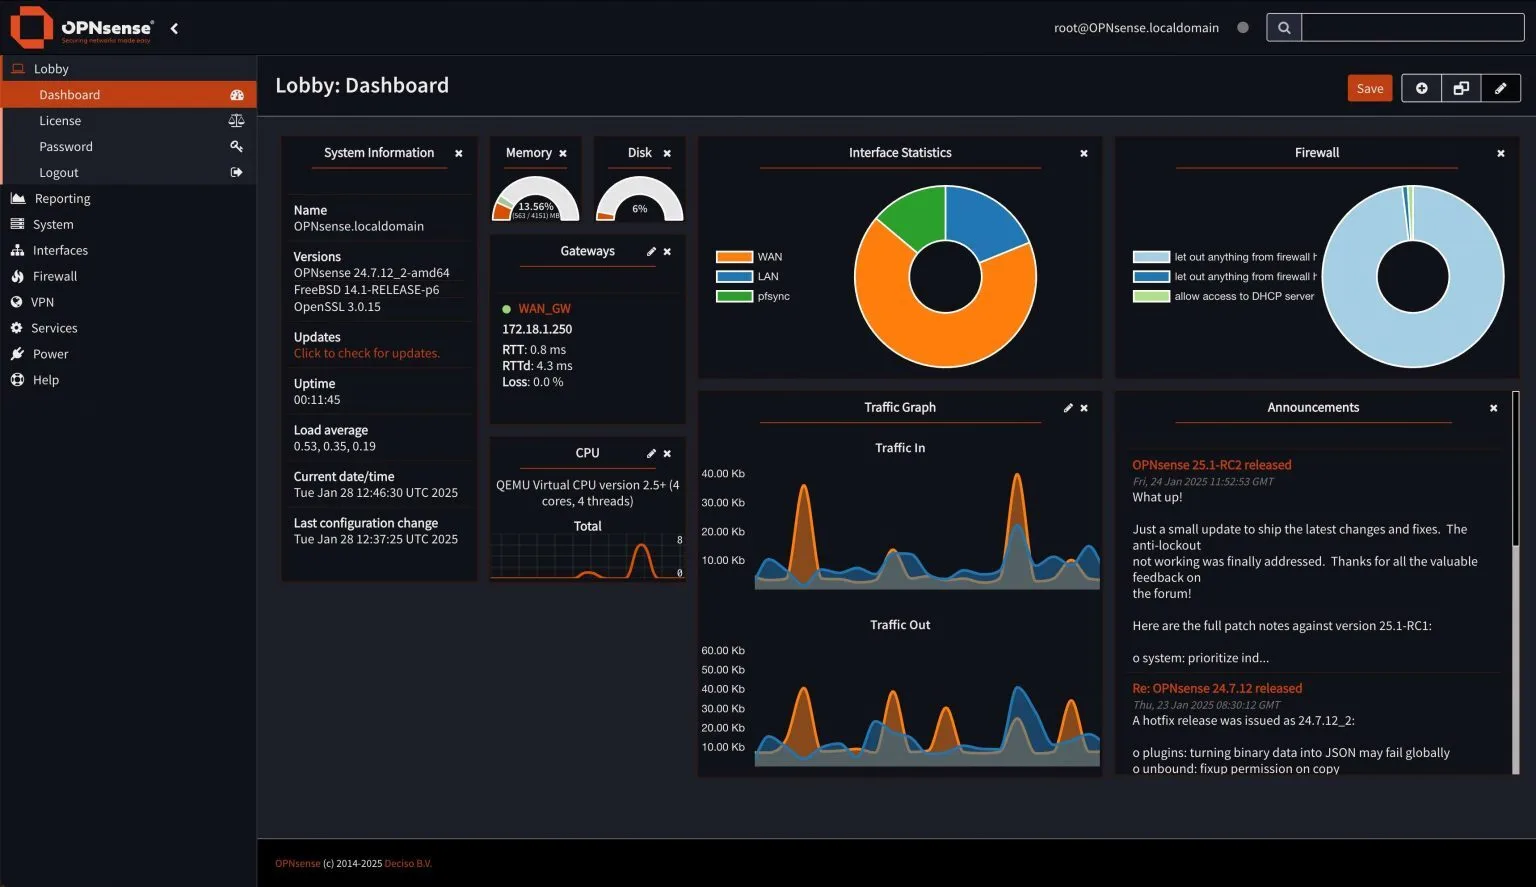 OPNsense®
Securing networks made easy
root@OPNsense.localdomain
Lobby
Dashboard
License
Password
Logout
Reporting
System
Interfaces
Firewall
VPN
Services
Power
Help
Lobby: Dashboard
Save
System Information
Name
OPNsense.localdomain
Versions
OPNsense 24.7.12_2-amd64
FreeBSD 14.1-RELEASE-p6
OpenSSL 3.0.15
Updates
Click to check for updates.
Uptime
00:11:45
Load average
0.53, 0.35, 0.19
Current date/time
Tue Jan 28 12:46:30 UTC 2025
Last configuration change
Tue Jan 28 12:37:25 UTC 2025
Memory
13.56%
(563 / 4151) MB
Disk
6%
Gateways
WAN_GW
172.18.1.250
RTT: 0.8 ms
RTTd: 4.3 ms
Loss: 0.0 %
CPU
QEMU Virtual CPU version 2.5+ (4
cores, 4 threads)
Total
8
0
Interface Statistics
WAN
LAN
pfsync
Firewall
let out anything from firewall h
let out anything from firewall h
allow access to DHCP server
Traffic Graph
Traffic In
40.00 Kb
30.00 Kb
20.00 Kb
10.00 Kb
Traffic Out
60.00 Kb
50.00 Kb
40.00 Kb
30.00 Kb
20.00 Kb
10.00 Kb
Announcements
OPNsense 25.1-RC2 released
Fri, 24 Jan 2025 11:52:53 GMT
What up!
Just a small update to ship the latest changes and fixes. The
anti-lockout
not working was finally addressed. Thanks for all the valuable
feedback on
the forum!
Here are the full patch notes against version 25.1-RC1:
o system: prioritize ind...
Re: OPNsense 24.7.12 released
Thu, 23 Jan 2025 08:30:12 GMT
A hotfix release was issued as 24.7.12_2:
o plugins: turning binary data into JSON may fail globally
o unbound: fixup permission on copy
OPNsense (c) 2014-2025 Deciso B.V.